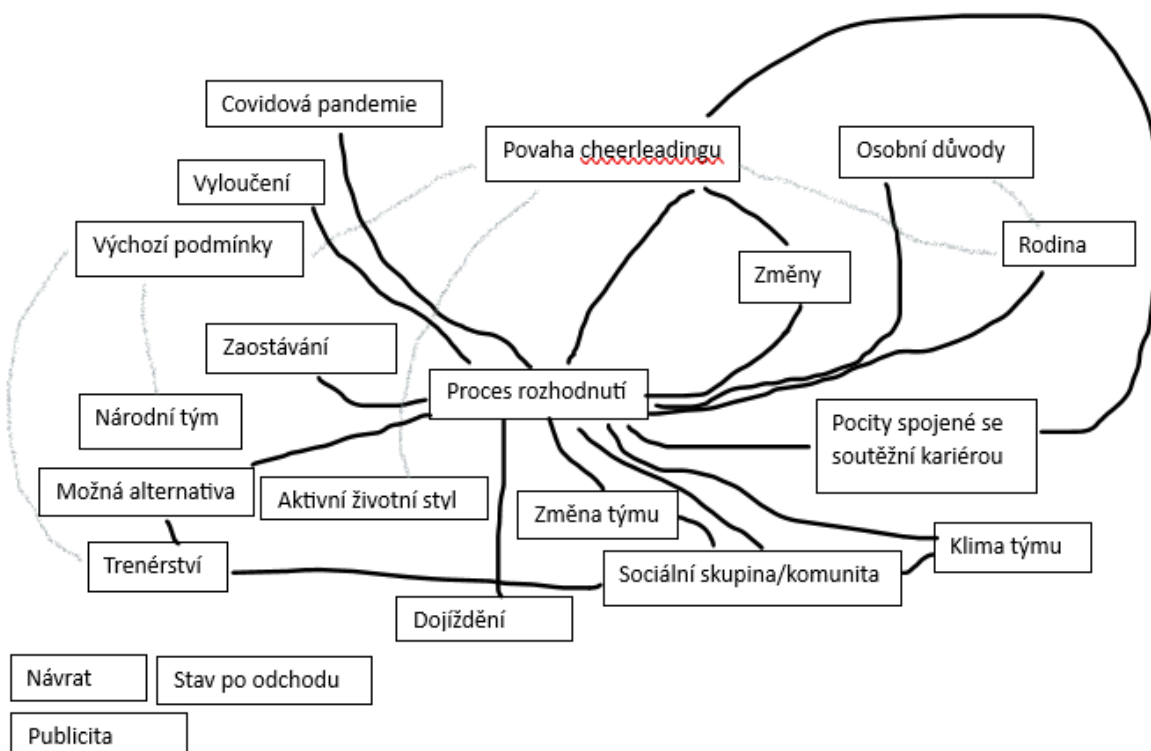 Covidová pandemie
Povaha cheerleadingu
Osobní důvody
Vyloučení
Výchozí podmínky
Rodina
Změny
Zaostávání
Proces rozhodnutí
Národní tým
Pocity spojené se
soutěžní kariérou
Možná alternativa
Aktivní životní styl
Změna týmu
Klima týmu
Trenérství
Sociální skupina/komunita
Dojíždění
Návrat
Stav po odchodu
Publicita